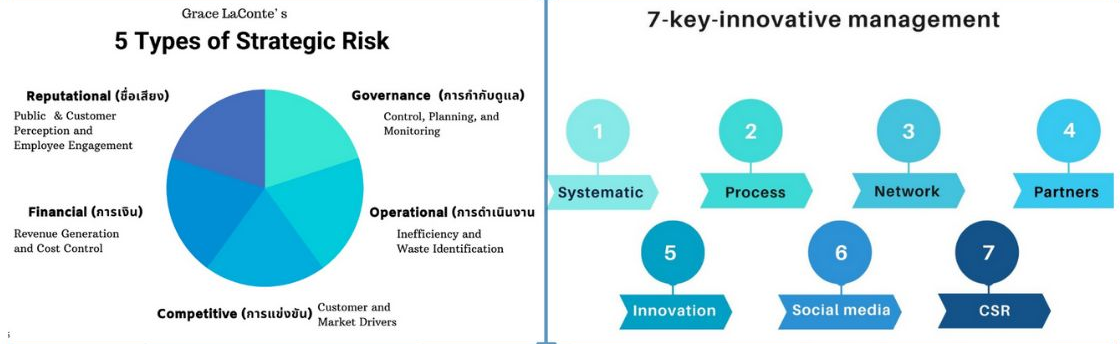 Grace LaConte's
5 Types of Strategic Risk
Reputational (ชื่อเสียง)
Public & Customer
Perception and
Employee Engagement
Governance (การกำกับดูแล)
Control, Planning, and
Monitoring
Financial (การเงิน)
Revenue Generation
and Cost Control
Operational (การดำเนินงาน
Inefficiency and
Waste Identification
Competitive (การแข่งขัน)
Customer and
Market Drivers
i
7-key-innovative management
1
Systematic
2
Process
3
Network
4
Partners
5
Innovation
6
Social media
7
CSR